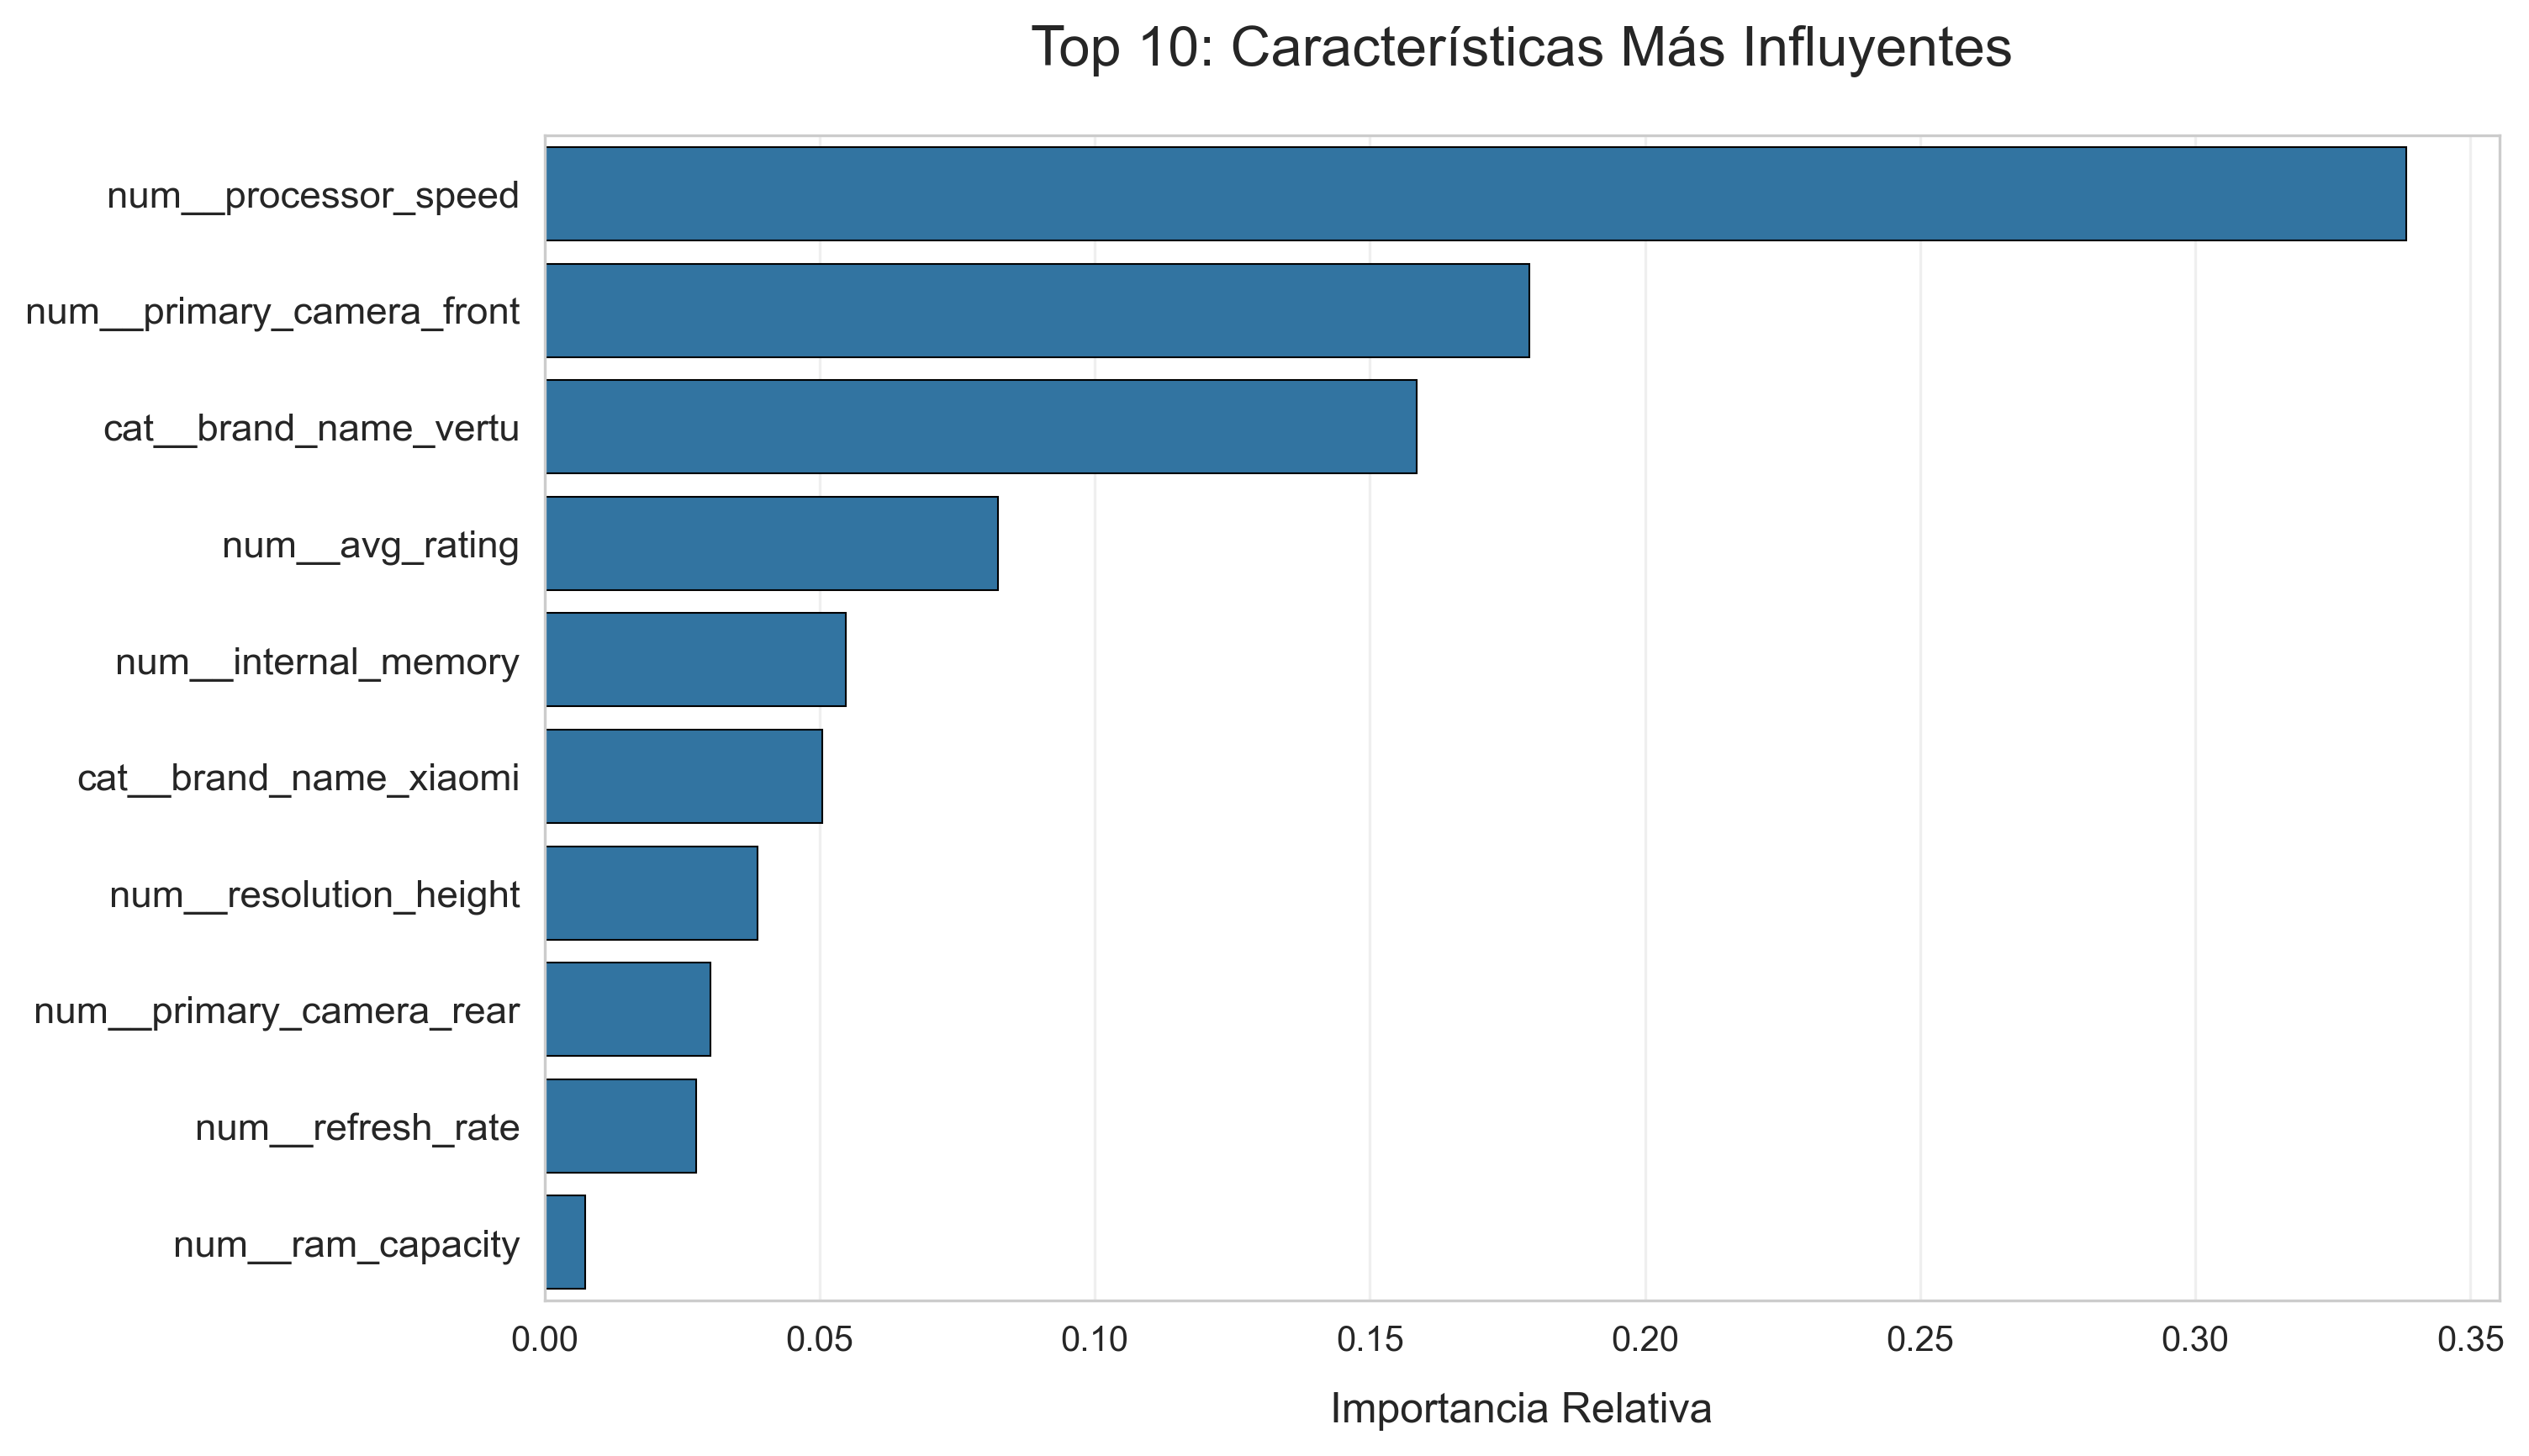 Top 10: Características Más Influyentes
num__processor_speed
num__primary_camera_front
cat__brand_name_vertu
num__avg_rating
num__internal_memory
cat__brand_name_xiaomi
num__resolution_height
num__primary_camera_rear
num__refresh_rate
num__ram_capacity
0.00 0.05 0.10 0.15 0.20 0.25 0.30 0.35
Importancia Relativa